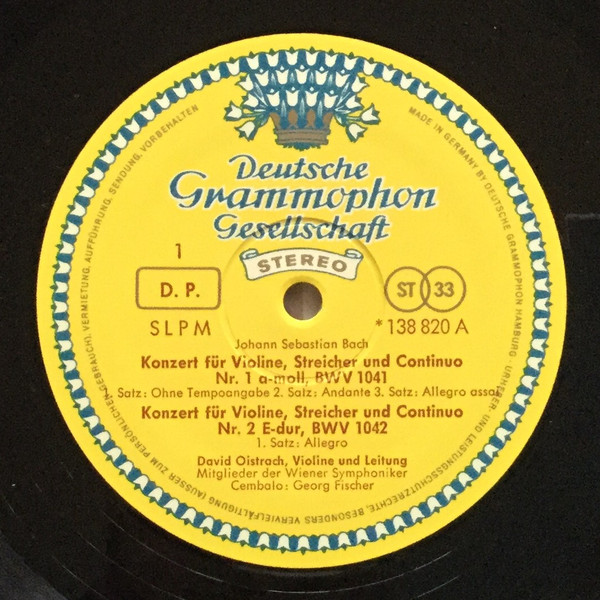 Deutsche
Grammophon
Gesellschaft
STEREO
1
D. P.
SLPM
ST 33
*138 820 A
Johann Sebastian Bach
Konzert für Violine, Streicher und Continuo
Nr. 1 a-moll, BWV 1041
1. Satz: Ohne Tempoangabe 2. Satz: Andante 3. Satz: Allegro assai
Konzert für Violine, Streicher und Continuo
Nr. 2 E-dur, BWV 1042
1. Satz: Allegro
David Oistrach, Violine und Leitung
Mitglieder der Wiener Symphoniker
Cembalo: Georg Fischer
MADE IN GERMANY BY DEUTSCHE GRAMMOPHON HAMBURG · URHEBER- UND LEISTUNGSSCHUTZRECHTE, BESONDERS VERVIELFÄLTIGUNG (AUSSER ZUM PERSÖNLICHEN GEBRAUCH), VERMIETUNG, AUFFÜHRUNG, SENDUNG, VORBEHALTEN